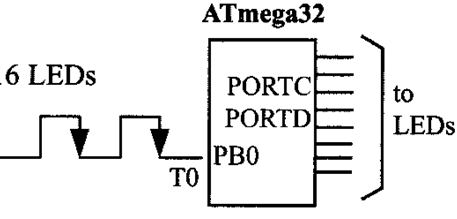 ATmega32
6 LEDs
PORTC
to
PORTD
LEDs
PB0
T0